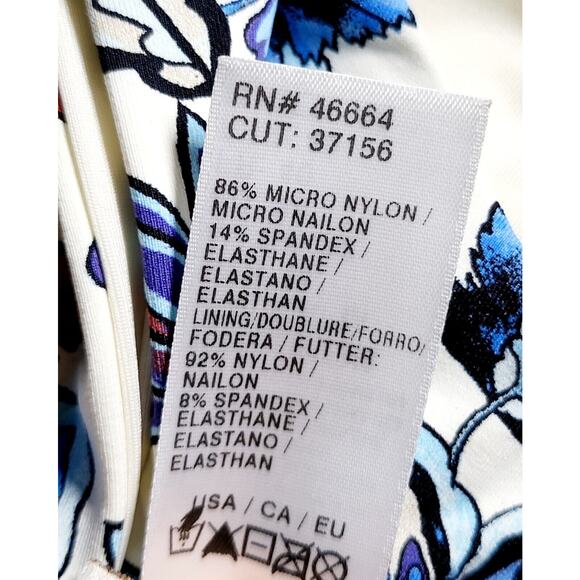 RN# 46664
CUT: 37156
86% MICRO NYLON /
MICRO NAILON
14% SPANDEX /
ELASTHANE /
ELASTANO /
ELASTHAN
LINING/DOUBLURE/FORRO/
FODERA / FUTTER:
92% NYLON /
NAILON
8% SPANDEX /
ELASTHANE /
ELASTANO /
ELASTHAN
USA / CA / EU